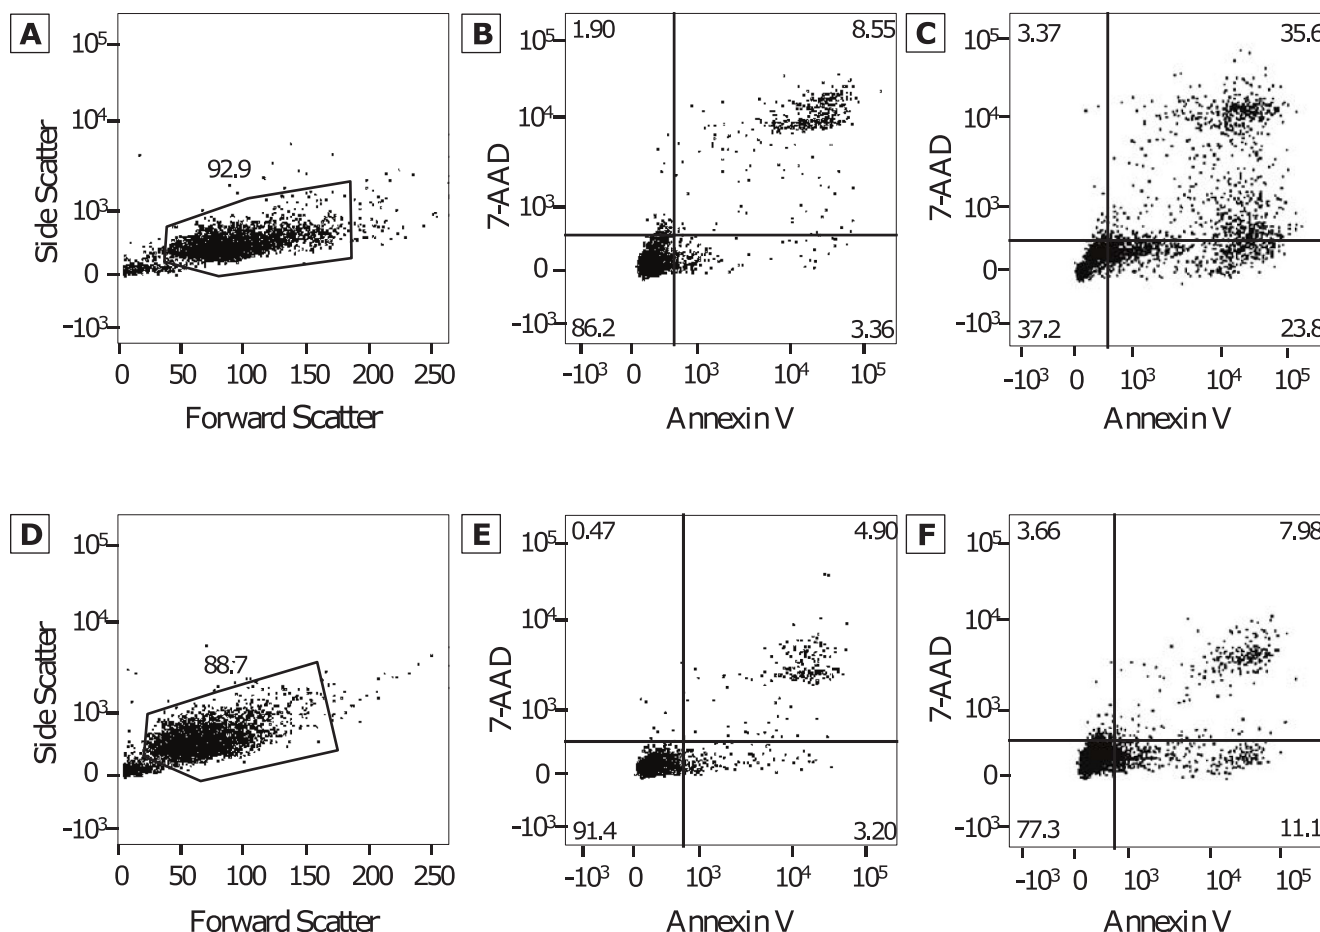 A
B
C
10⁵
10⁴
10³
0
-10³
Side Scatter
92.9
0 50 100 150 200 250
Forward Scatter
1.90 8.55
10⁵
10⁴
10³
0
-10³
7-AAD
86.2 3.36
-10³ 0 10³ 10⁴ 10⁵
Annexin V
3.37 35.6
10⁵
10⁴
10³
0
-10³
7-AAD
37.2 23.8
-10³ 0 10³ 10⁴ 10⁵
Annexin V
D
E
F
10⁵
10⁴
10³
0
-10³
Side Scatter
88.7
0 50 100 150 200 250
Forward Scatter
0.47 4.90
10⁵
10⁴
10³
0
-10³
7-AAD
91.4 3.20
-10³ 0 10³ 10⁴ 10⁵
Annexin V
3.66 7.98
10⁵
10⁴
10³
0
-10³
7-AAD
77.3 11.1
-10³ 0 10³ 10⁴ 10⁵
Annexin V